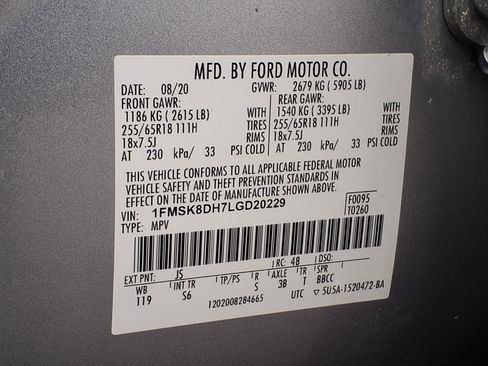 MFD. BY FORD MOTOR CO.
DATE: 08/20 GVWR: 2679 KG ( 5905 LB)
FRONT GAWR: REAR GAWR:
1186 KG ( 2615 LB) WITH 1540 KG ( 3395 LB) WITH
255/65R18 111H TIRES 255/65R18 111H TIRES
18x7.5J RIMS 18x7.5J RIMS
AT 230 kPa/ 33 PSI COLD AT 230 kPa/ 33 PSI COLD
THIS VEHICLE CONFORMS TO ALL APPLICABLE FEDERAL MOTOR
VEHICLE SAFETY AND THEFT PREVENTION STANDARDS IN
EFFECT ON THE DATE OF MANUFACTURE SHOWN ABOVE.
VIN: 1FMSK8DH7LGD20229 F0095
TYPE: MPV T0260
EXT PNT: JS RC: 48 DSO:
WB INT TR TP/PS R AXLE TR SPR
119 S6 S 3B T BBCC
1202008284665 UTC ▽ 5U5A-1520472-BA